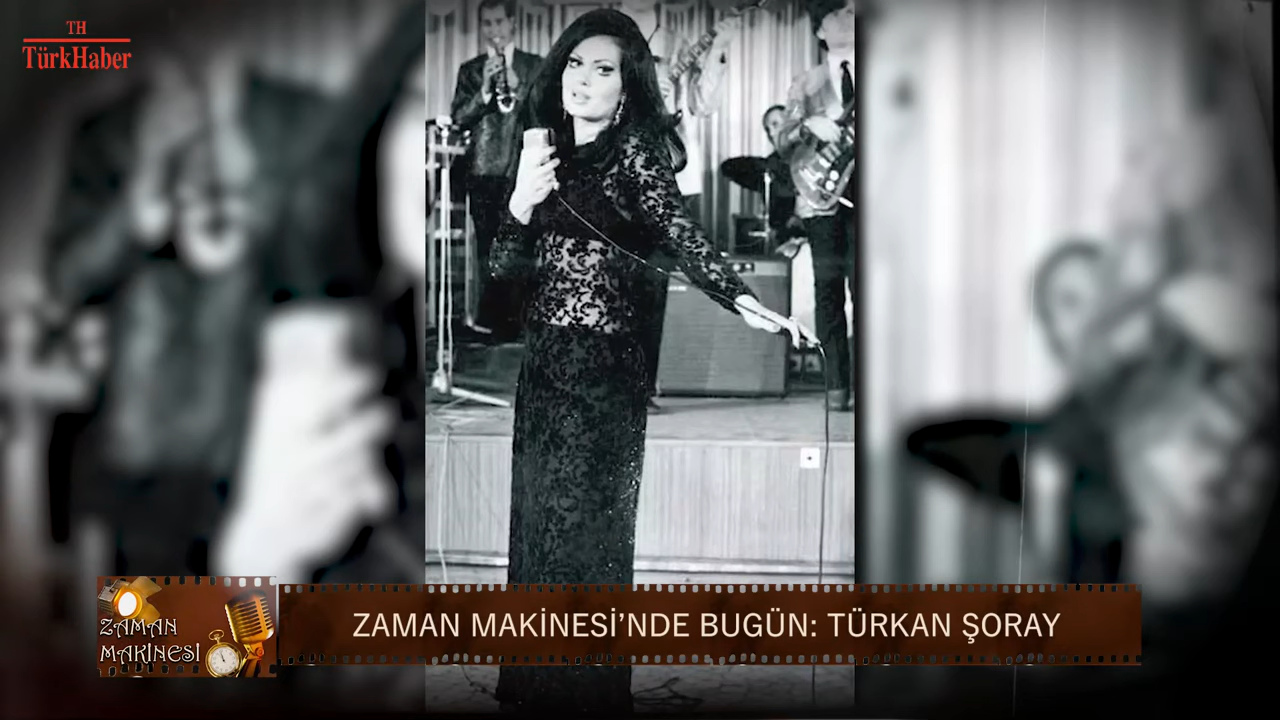 TH
TürkHaber
ZAMAN
MAKİNESİ
ZAMAN MAKİNESİ’NDE BUGÜN: TÜRKAN ŞORAY